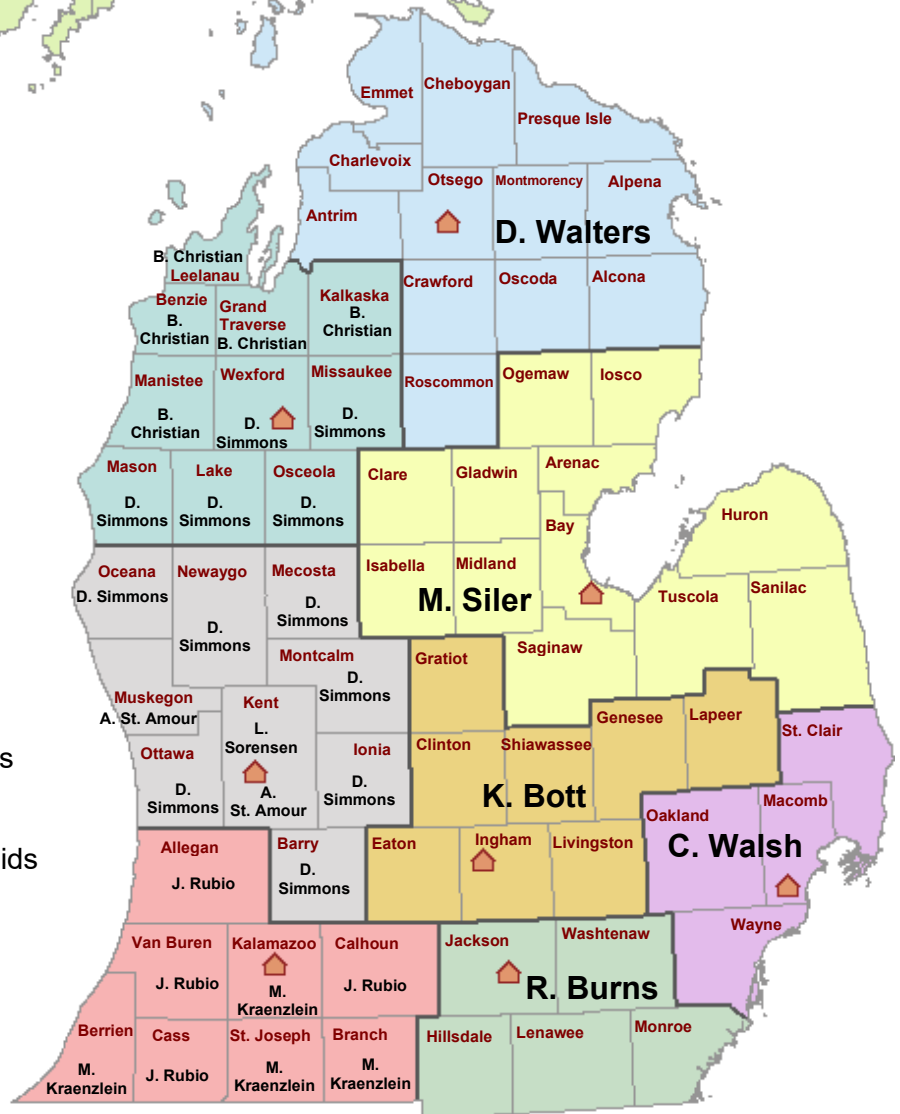 Emmet
Cheboygan
Presque Isle
Charlevoix
Otsego
Montmorency
Alpena
Antrim
D. Walters
B. Christian
Leelanau
Crawford
Oscoda
Alcona
Benzie
B.
Christian
Grand
Traverse
B. Christian
Kalkaska
B.
Christian
Manistee
B.
Christian
Wexford
D.
Simmons
Missaukee
D.
Simmons
Roscommon
Ogemaw
Iosco
Mason
D.
Simmons
Lake
D.
Simmons
Osceola
D.
Simmons
Clare
Gladwin
Arenac
Bay
Huron
Oceana
D. Simmons
Newaygo
D.
Simmons
Mecosta
D.
Simmons
Isabella
Midland
M. Siler
Tuscola
Sanilac
Saginaw
Montcalm
D.
Simmons
Gratiot
Muskegon
A. St. Amour
Kent
L.
Sorensen
A.
St. Amour
Ottawa
D.
Simmons
Ionia
D.
Simmons
Clinton
Shiawassee
Genesee
Lapeer
St. Clair
K. Bott
s
ids
Oakland
Macomb
C. Walsh
Allegan
J. Rubio
Barry
D.
Simmons
Eaton
Ingham
Livingston
Wayne
Van Buren
J. Rubio
Kalamazoo
M.
Kraenzlein
Calhoun
J. Rubio
Jackson
Washtenaw
R. Burns
Berrien
M.
Kraenzlein
Cass
J. Rubio
St. Joseph
M.
Kraenzlein
Branch
M.
Kraenzlein
Hillsdale
Lenawee
Monroe